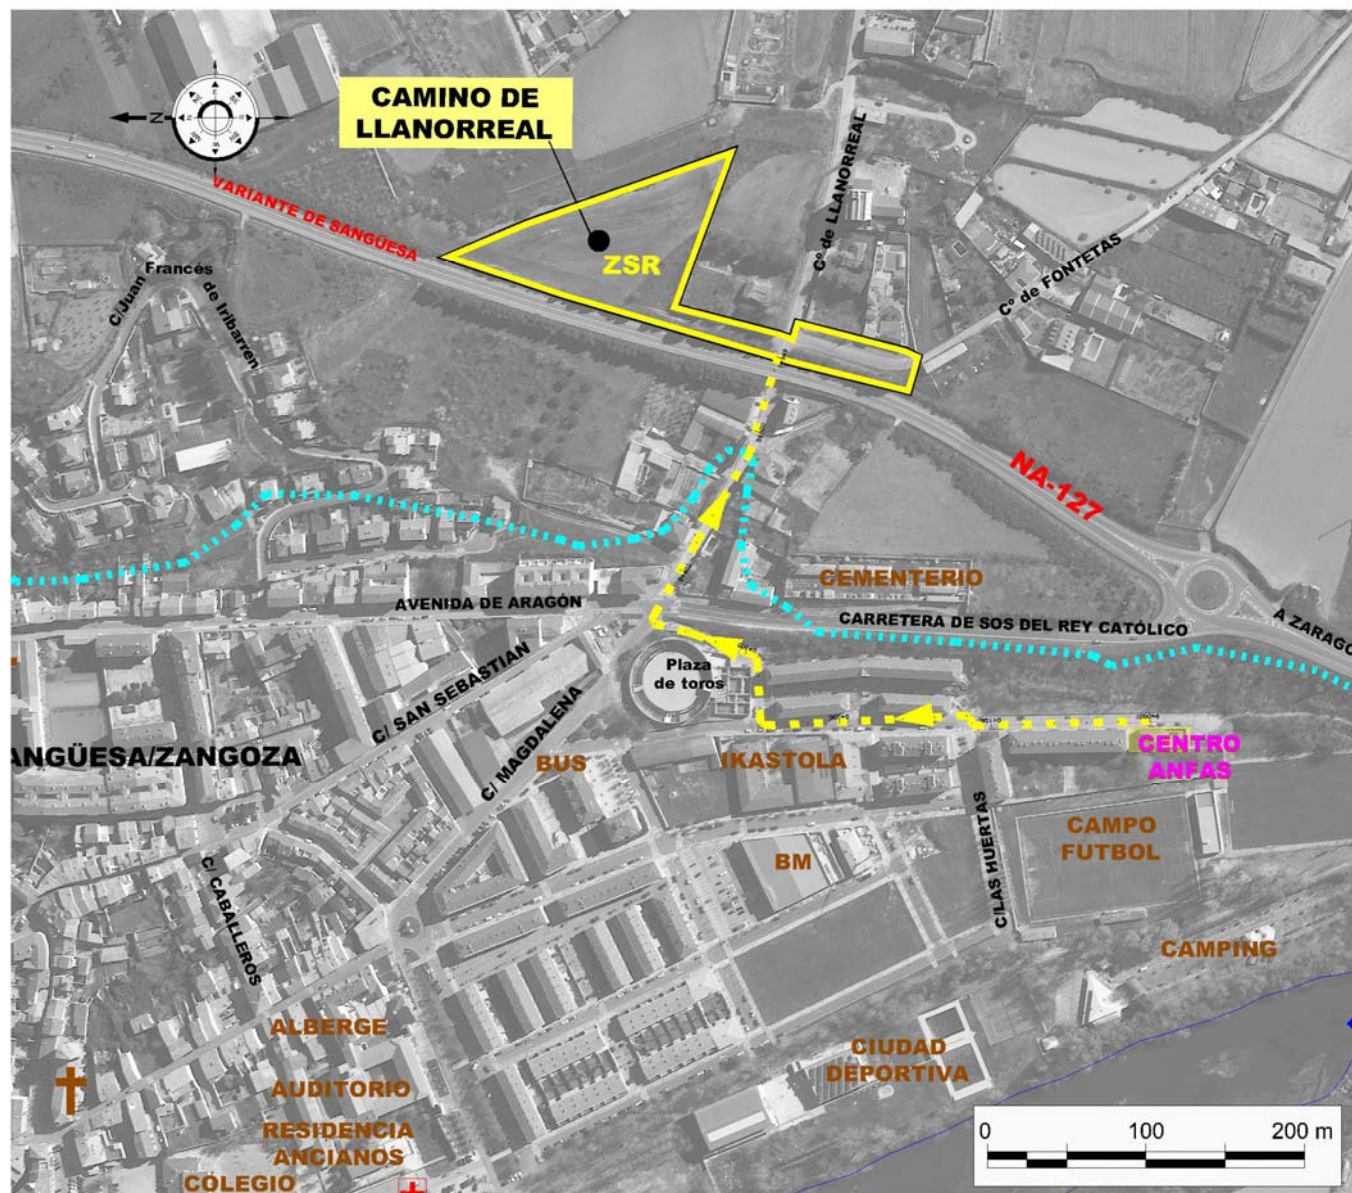 CAMINO DE
LLANORREAL
N
VARIANTE DE SANGÜESA
ZSR
Cº de LLANORREAL
Cº de FONTETAS
C/Juan
Francés
de Iribarren
NA-127
CEMENTERIO
AVENIDA DE ARAGÓN
CARRETERA DE SOS DEL REY CATÓLICO
A ZARAGO
Plaza
de toros
C/ SAN SEBASTIAN
C/ MAGDALENA
ANGÜESA/ZANGOZA
BUS
IKASTOLA
CENTRO
ANFAS
C/LAS HUERTAS
CAMPO
FUTBOL
BM
C/ CABALLEROS
CAMPING
ALBERGE
CIUDAD
DEPORTIVA
AUDITORIO
RESIDENCIA
ANCIANOS
COLEGIO
0 100 200 m